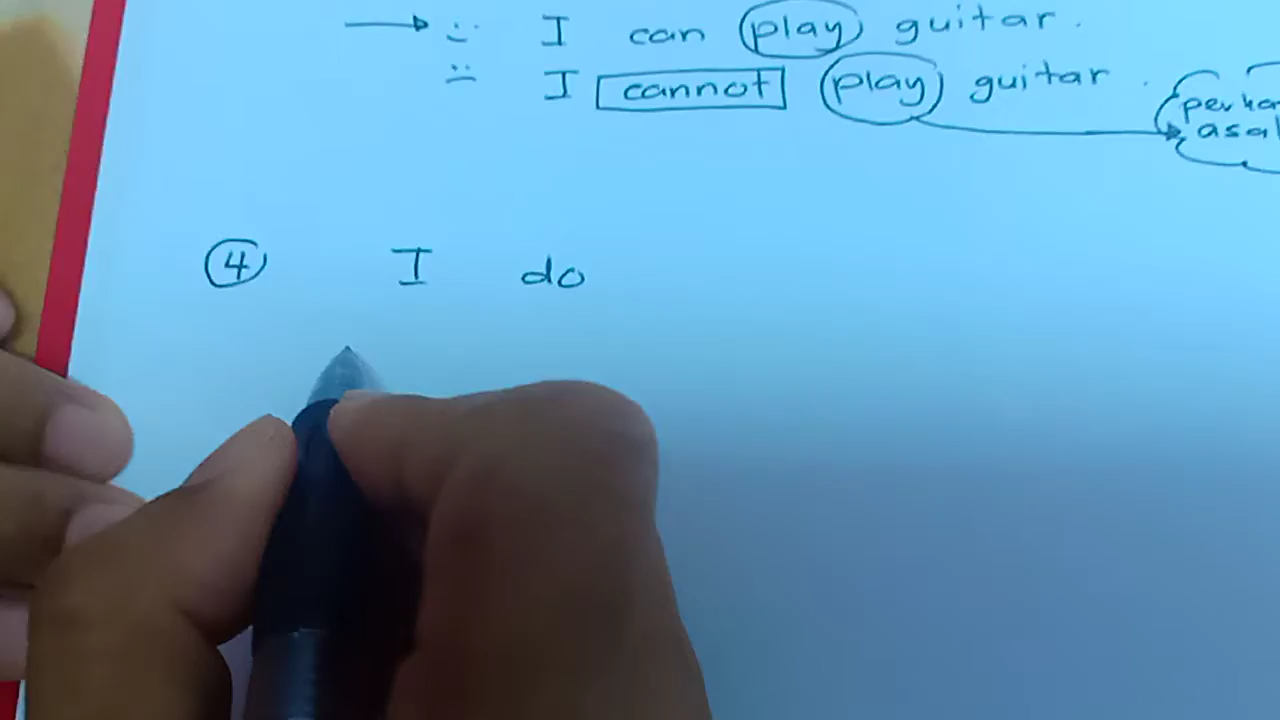 → :) I can play guitar.
:( I cannot play guitar.
④ I do